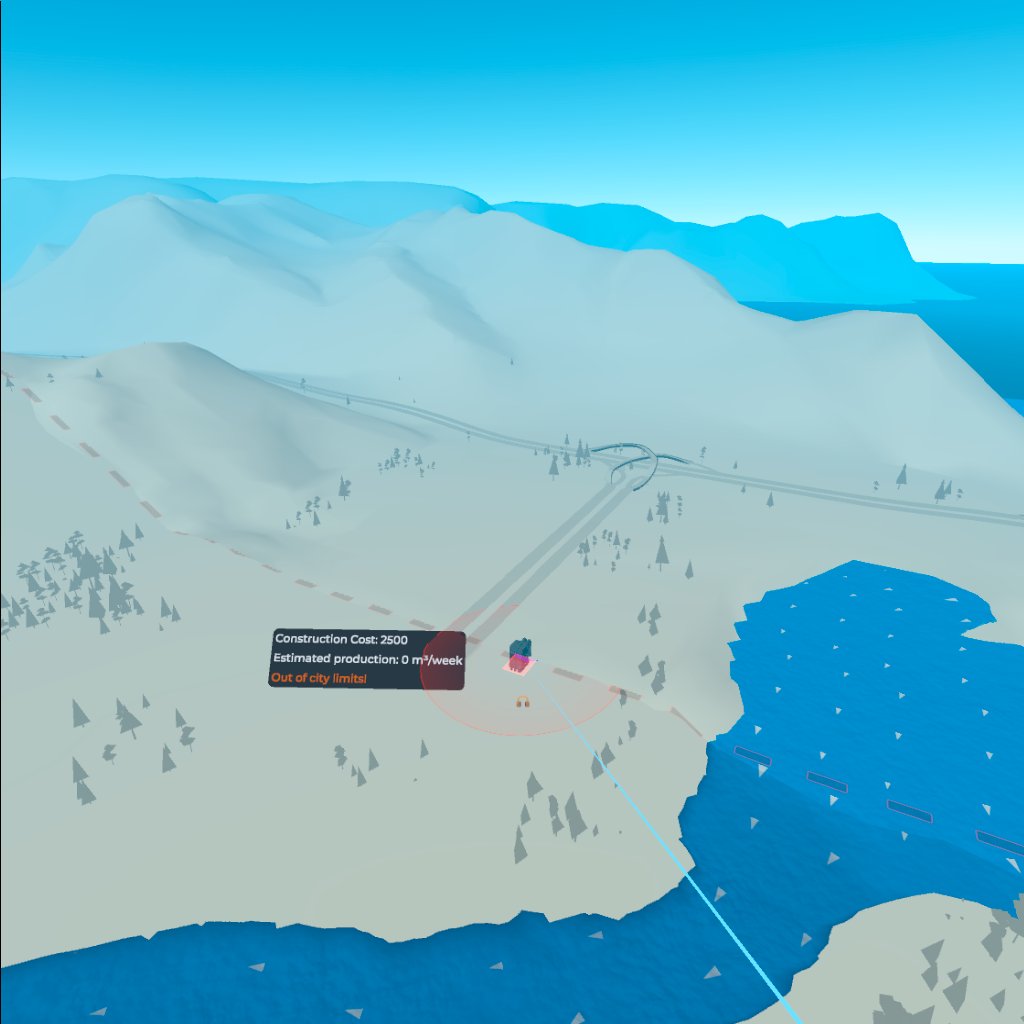 Construction Cost: 2500
Estimated production: 0 m³/week
Out of city limits!